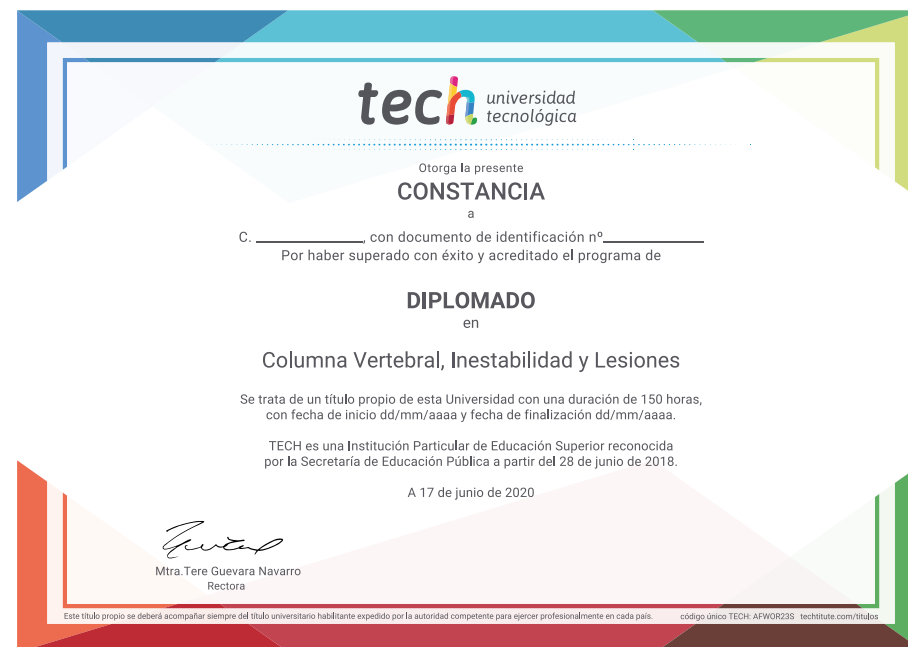 tech universidad
tecnológica
Otorga la presente
CONSTANCIA
a
C. ______________, con documento de identificación nº______________
Por haber superado con éxito y acreditado el programa de
DIPLOMADO
en
Columna Vertebral, Inestabilidad y Lesiones
Se trata de un título propio de esta Universidad con una duración de 150 horas,
con fecha de inicio dd/mm/aaaa y fecha de finalización dd/mm/aaaa.
TECH es una Institución Particular de Educación Superior reconocida
por la Secretaría de Educación Pública a partir del 28 de junio de 2018.
A 17 de junio de 2020
Mtra.Tere Guevara Navarro
Rectora
Este título propio se deberá acompañar siempre del título universitario habilitante expedido por la autoridad competente para ejercer profesionalmente en cada país. código único TECH: AFWOR23S techtitute.com/titulos